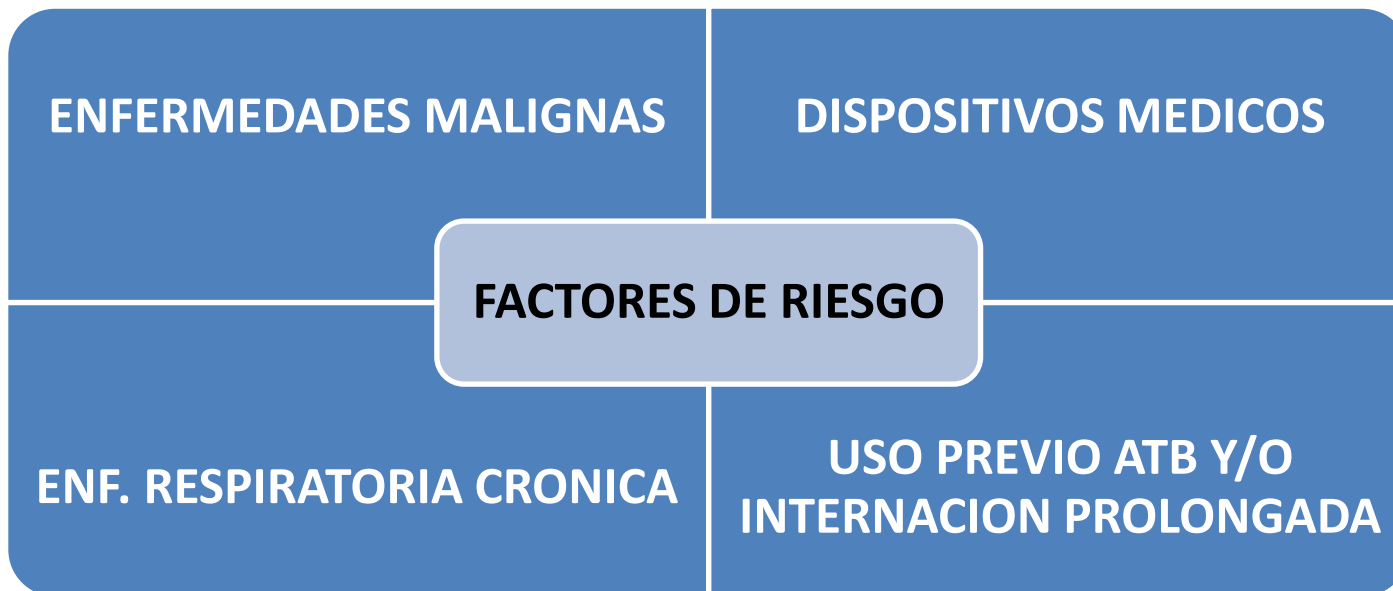 ENFERMEDADES MALIGNAS
DISPOSITIVOS MEDICOS
FACTORES DE RIESGO
ENF. RESPIRATORIA CRONICA
USO PREVIO ATB Y/O
INTERNACION PROLONGADA